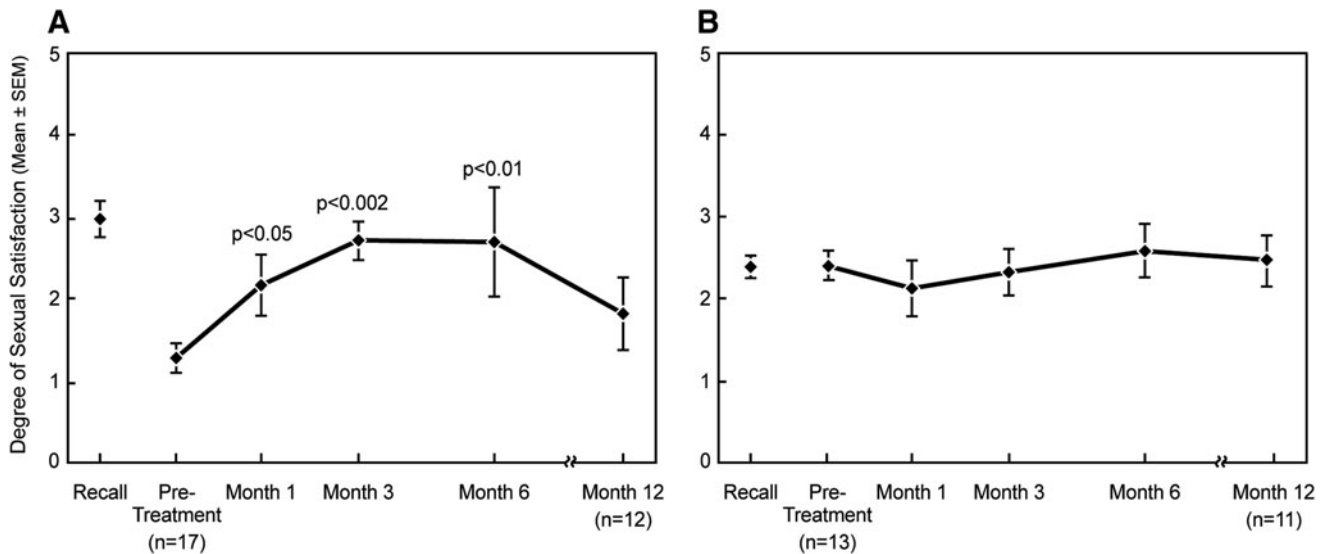 A
B
Degree of Sexual Satisfaction (Mean ± SEM)
5
4
3
2
1
0
p<0.05
p<0.002
p<0.01
Recall
Pre-
Treatment
(n=17)
Month 1
Month 3
Month 6
Month 12
(n=12)
5
4
3
2
1
0
Recall
Pre-
Treatment
(n=13)
Month 1
Month 3
Month 6
Month 12
(n=11)